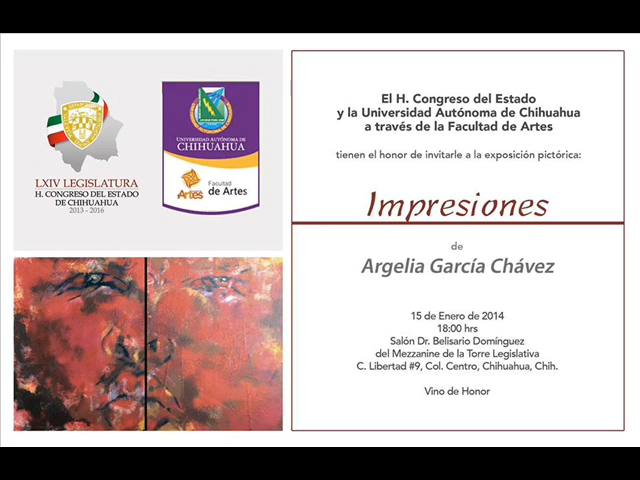 LXIV LEGISLATURA
H. CONGRESO DEL ESTADO
DE CHIHUAHUA
2013 - 2016
UNIVERSIDAD AUTÓNOMA DE
CHIHUAHUA
Artes
Facultad
de Artes
El H. Congreso del Estado
y la Universidad Autónoma de Chihuahua
a través de la Facultad de Artes
tienen el honor de invitarle a la exposición pictórica:
Impresiones
de
Argelia García Chávez
15 de Enero de 2014
18:00 hrs
Salón Dr. Belisario Domínguez
del Mezzanine de la Torre Legislativa
C. Libertad #9, Col. Centro, Chihuahua, Chih.
Vino de Honor